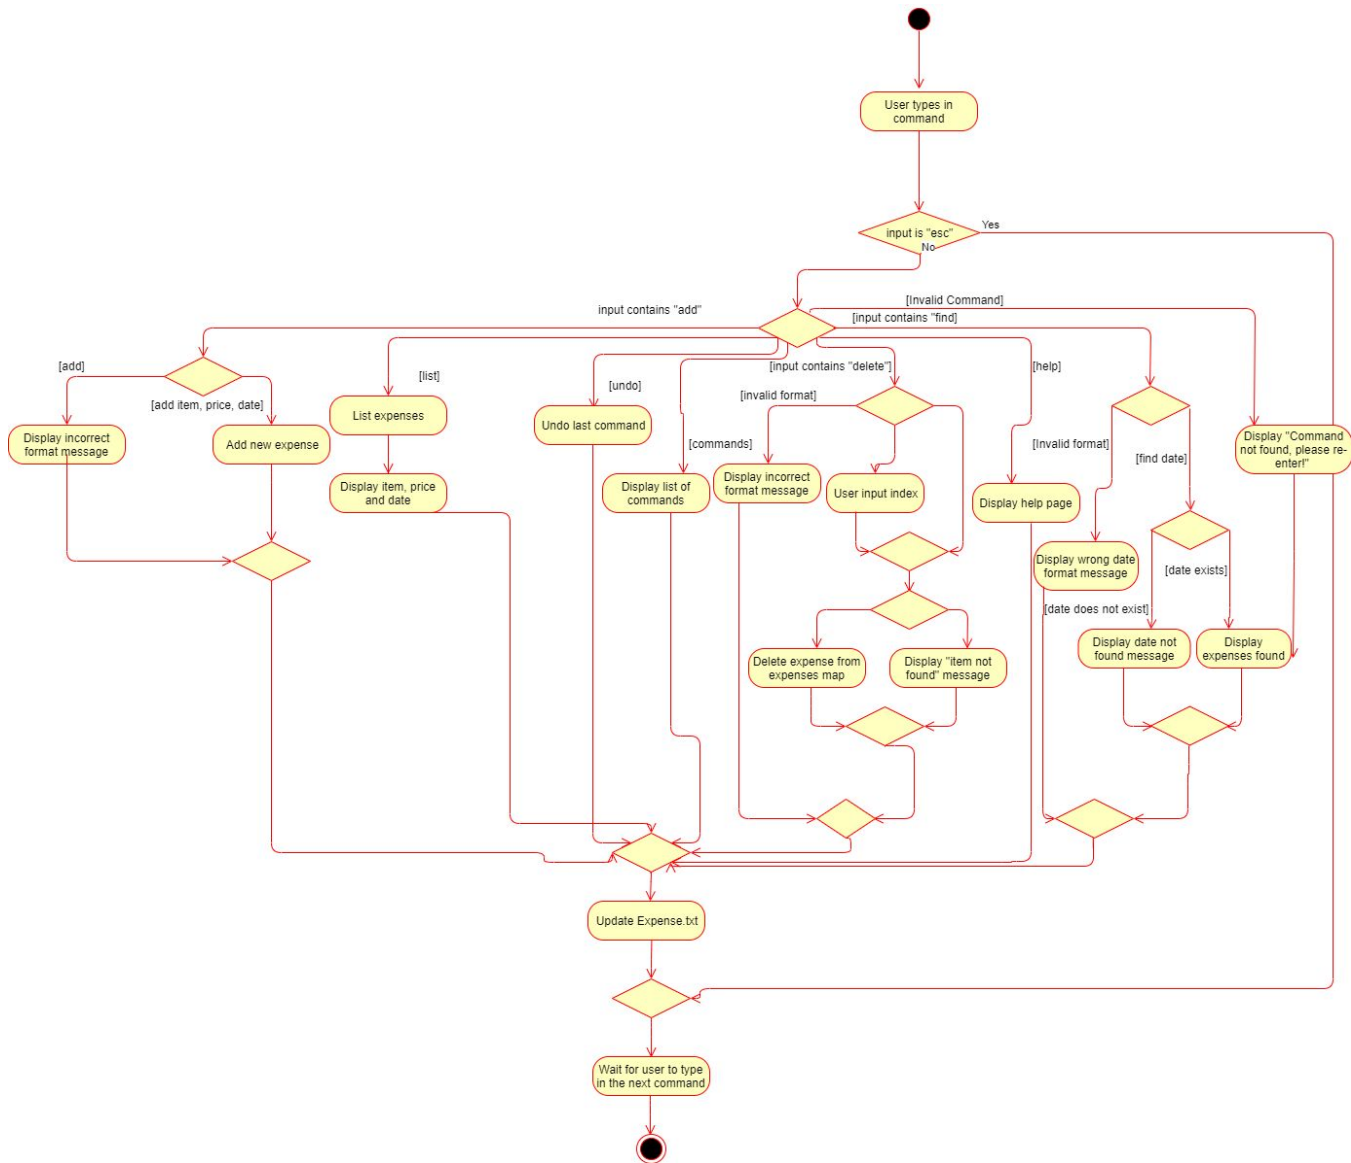 User types in
command
input is "esc"
Yes
No
[Invalid Command]
input contains "add"
[input contains "find]
[add]
[list]
[undo]
[input contains "delete"]
[help]
[add item, price, date]
[invalid format]
List expenses
Undo last command
Display incorrect
format message
Add new expense
[commands]
[Invalid format]
[find date]
Display "Command
not found, please re-
enter!"
Display item, price
and date
Display list of
commands
Display incorrect
format message
User input index
Display help page
Display wrong date
format message
[date exists]
[date does not exist]
Delete expense from
expenses map
Display "item not
found" message
Display date not
found message
Display
expenses found
Update Expense.txt
Wait for user to type
in the next command